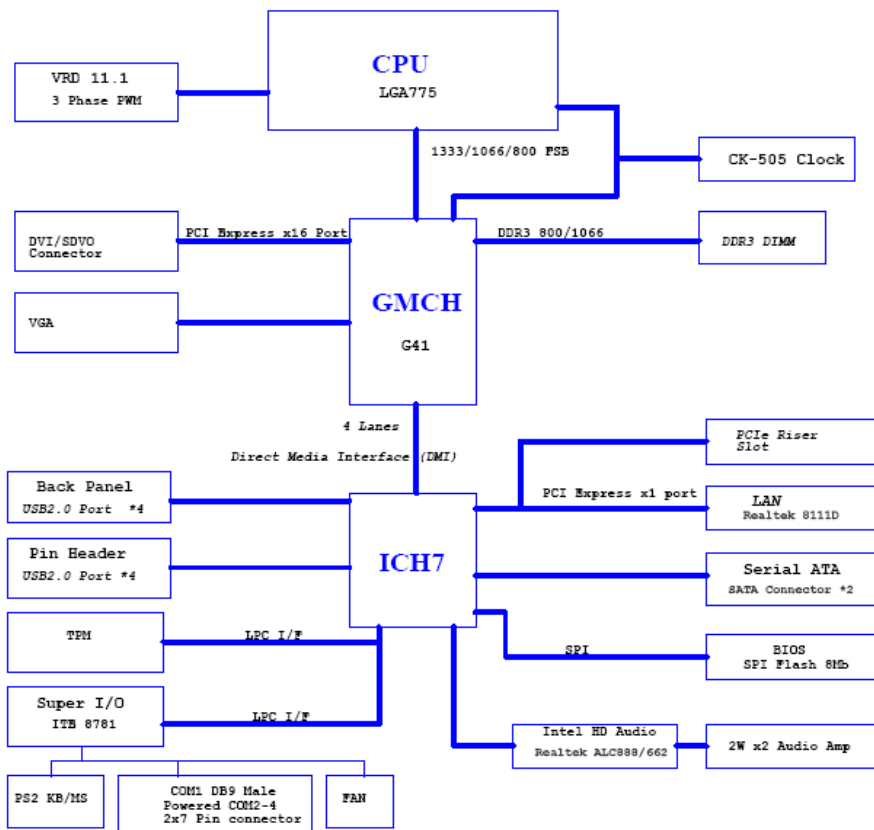 CPU
LGA775
VRD 11.1
3 Phase PWM
1333/1066/800 FSB
CK-505 Clock
DVI/SDVO
Connector
PCI Express x16 Port
DDR3 800/1066
DDR3 DIMM
GMCH
G41
VGA
4 Lanes
Direct Media Interface (DMI)
PCIe Riser
Slot
PCI Express x1 port
LAN
Realtek 8111D
Back Panel
USB2.0 Port *4
ICH7
Pin Header
USB2.0 Port *4
Serial ATA
SATA Connector *2
TPM
LPC I/F
SPI
BIOS
SPI Flash 8Mb
Super I/O
ITE 8781
LPC I/F
Intel HD Audio
Realtek ALC888/662
2W x2 Audio Amp
PS2 KB/MS
COM1 DB9 Male
Powered COM2-4
2x7 Pin connector
FAN